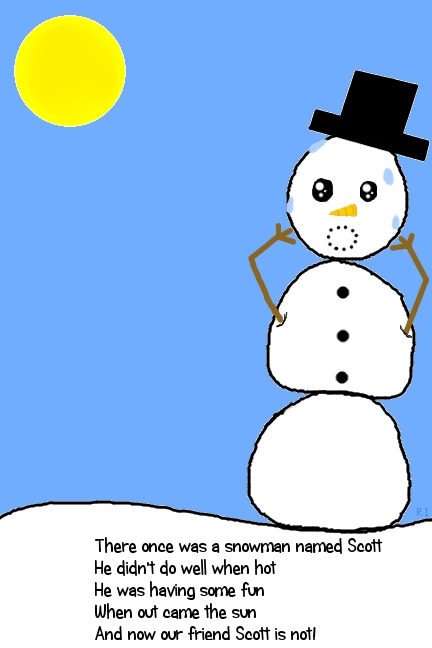 R.I
There once was a snowman named Scott
He didn't do well when hot
He was having some fun
When out came the sun
And now our friend Scott is not!